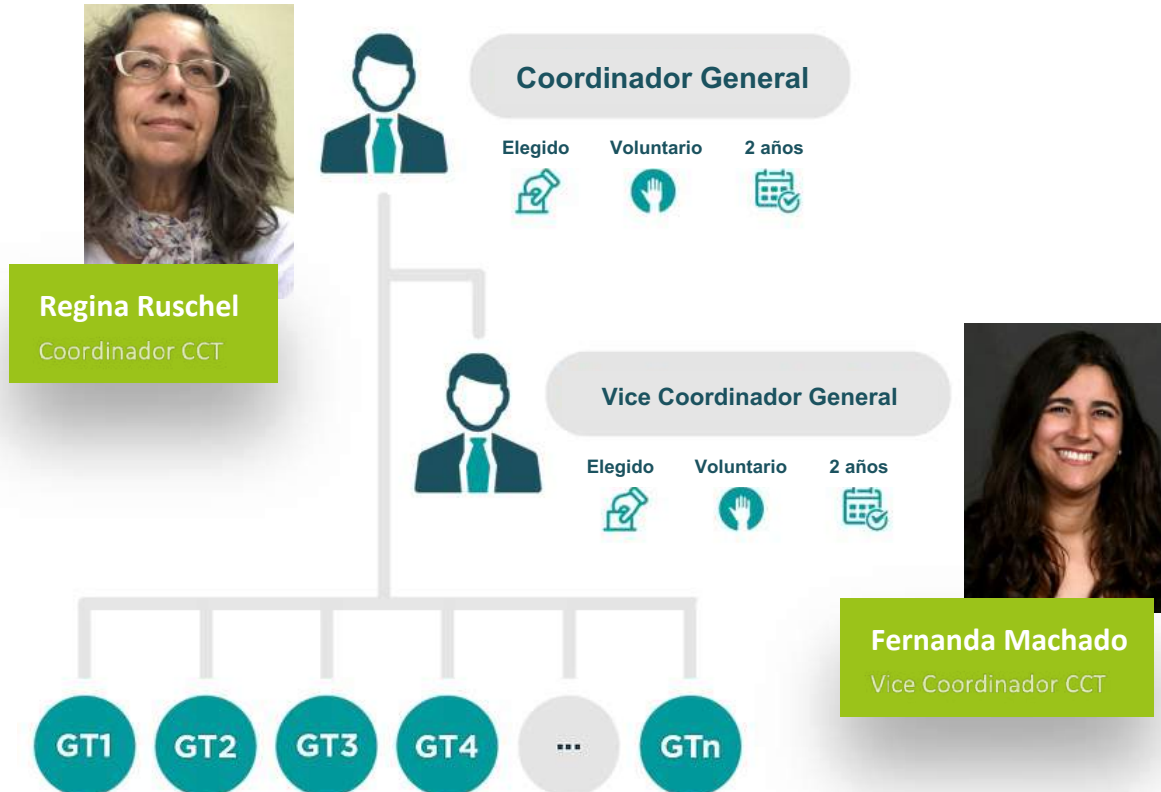 Coordinador General
Elegido Voluntario 2 años
Regina Ruschel
Coordinador CCT
Vice Coordinador General
Elegido Voluntario 2 años
Fernanda Machado
Vice Coordinador CCT
GT1 GT2 GT3 GT4 ... GTn